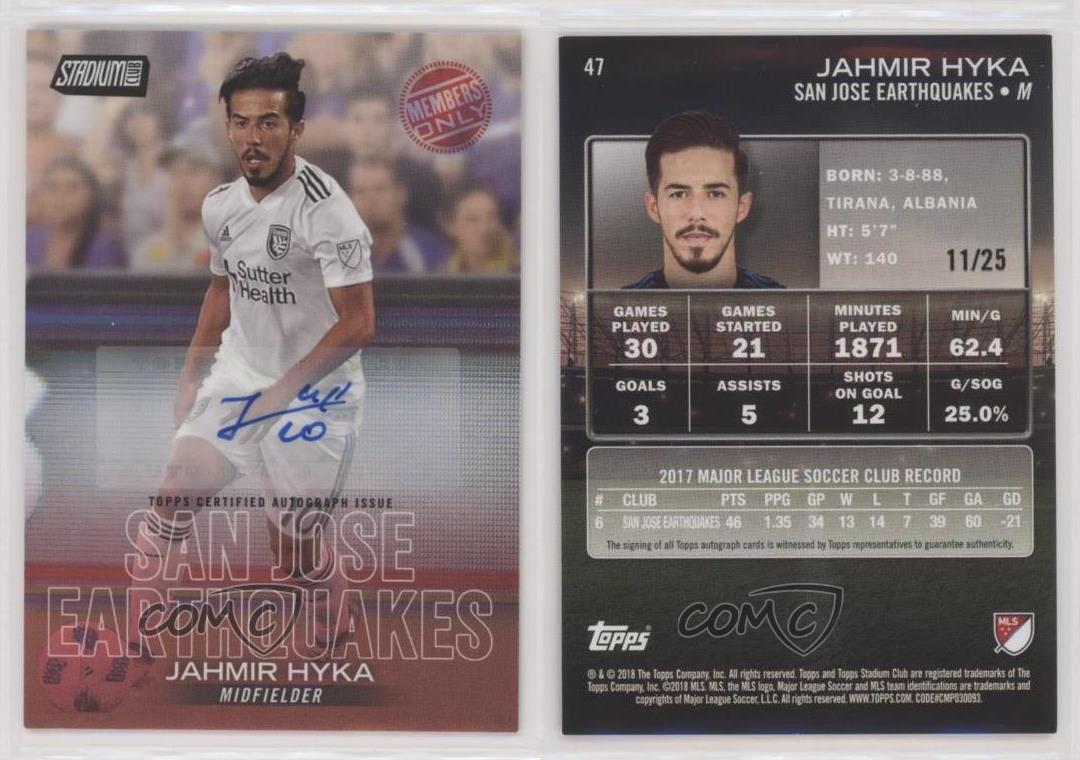 STADIUM CLUB
MEMBERS
ONLY
MLS
Sutter
Health
10
TOPPS CERTIFIED AUTOGRAPH ISSUE
SAN JOSE
EARTHQUAKES
COMC
JAHMIR HYKA
MIDFIELDER
47
JAHMIR HYKA
SAN JOSE EARTHQUAKES • M
BORN: 3-8-88,
TIRANA, ALBANIA
HT: 5'7"
WT: 140
11/25
GAMES PLAYED 30
GAMES STARTED 21
MINUTES PLAYED 1871
MIN/G 62.4
GOALS 3
ASSISTS 5
SHOTS ON GOAL 12
G/SOG 25.0%
2017 MAJOR LEAGUE SOCCER CLUB RECORD
# CLUB PTS PPG GP W L T GF GA GD
6 SAN JOSE EARTHQUAKES 46 1.35 34 13 14 7 39 60 -21
The signing of all Topps autograph cards is witnessed by Topps representatives to guarantee authenticity.
COMC
topps
MLS
® & © 2018 The Topps Company, Inc. All rights reserved. Topps and Topps Stadium Club are registered trademarks of The
Topps Company, Inc. ©2018 MLS. MLS, the MLS logo, Major League Soccer and MLS team identifications are trademarks and
copyrights of Major League Soccer, L.L.C. All rights reserved. WWW.TOPPS.COM. CODE#CMP030093.